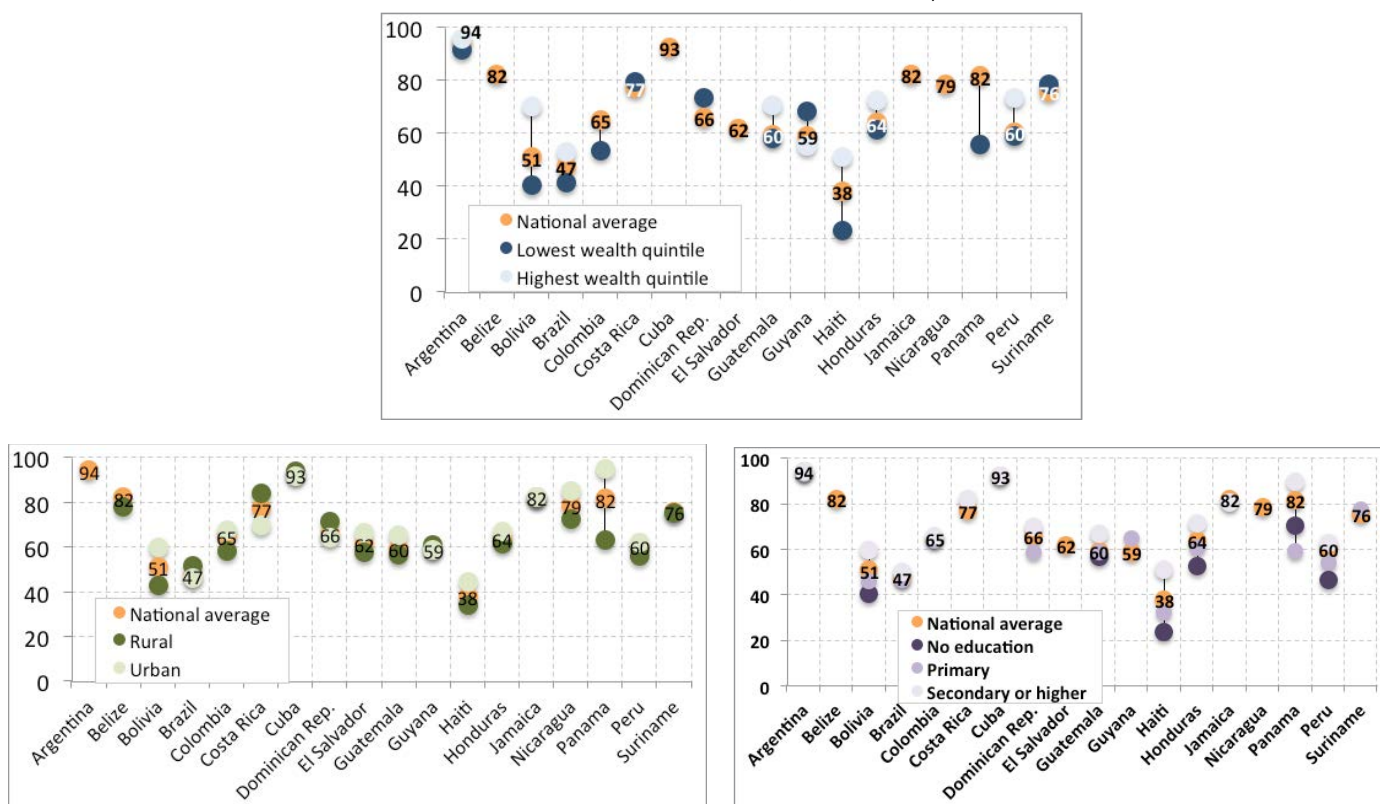 100
80
60
40
20
0
94
82
51
47
65
77
93
66
62
60
59
38
64
82
79
82
60
76
National average
Lowest wealth quintile
Highest wealth quintile
Argentina
Belize
Bolivia
Brazil
Colombia
Costa Rica
Cuba
Dominican Rep.
El Salvador
Guatemala
Guyana
Haiti
Honduras
Jamaica
Nicaragua
Panama
Peru
Suriname
100
80
60
40
20
0
94
82
51
47
65
77
93
66
62
60
59
38
64
82
79
82
60
76
National average
Rural
Urban
Argentina
Belize
Bolivia
Brazil
Colombia
Costa Rica
Cuba
Dominican Rep.
El Salvador
Guatemala
Guyana
Haiti
Honduras
Jamaica
Nicaragua
Panama
Peru
Suriname
100
80
60
40
20
0
94
82
51
47
65
77
93
66
62
60
59
38
64
82
79
82
60
76
National average
No education
Primary
Secondary or higher
Argentina
Belize
Bolivia
Brazil
Colombia
Costa Rica
Cuba
Dominican Rep.
El Salvador
Guatemala
Guyana
Haiti
Honduras
Jamaica
Nicaragua
Panama
Peru
Suriname